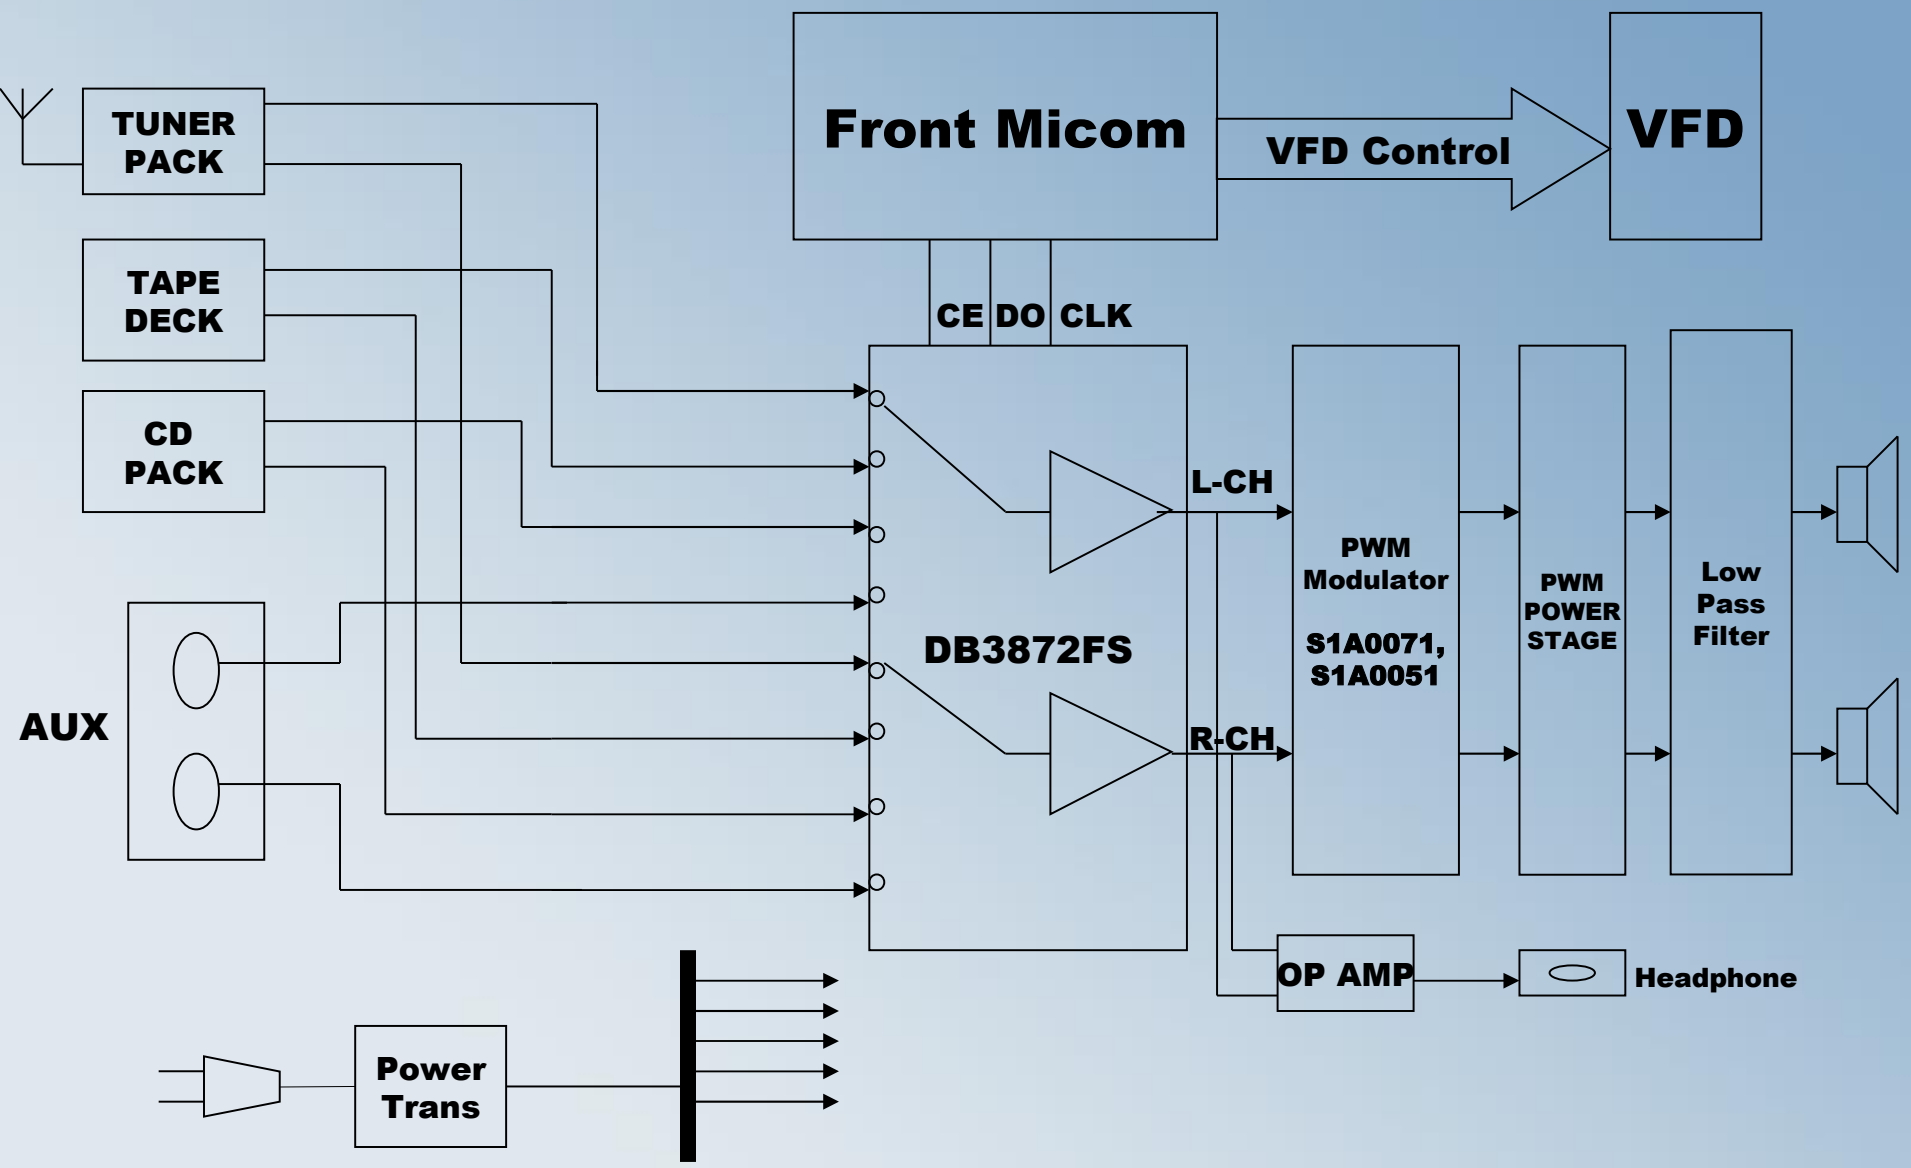 TUNER
PACK
Front Micom
VFD Control
VFD
TAPE
DECK
CE DO CLK
CD
PACK
L-CH
PWM
Modulator
S1A0071,
S1A0051
PWM
POWER
STAGE
Low
Pass
Filter
DB3872FS
AUX
R-CH
OP AMP
Headphone
Power
Trans